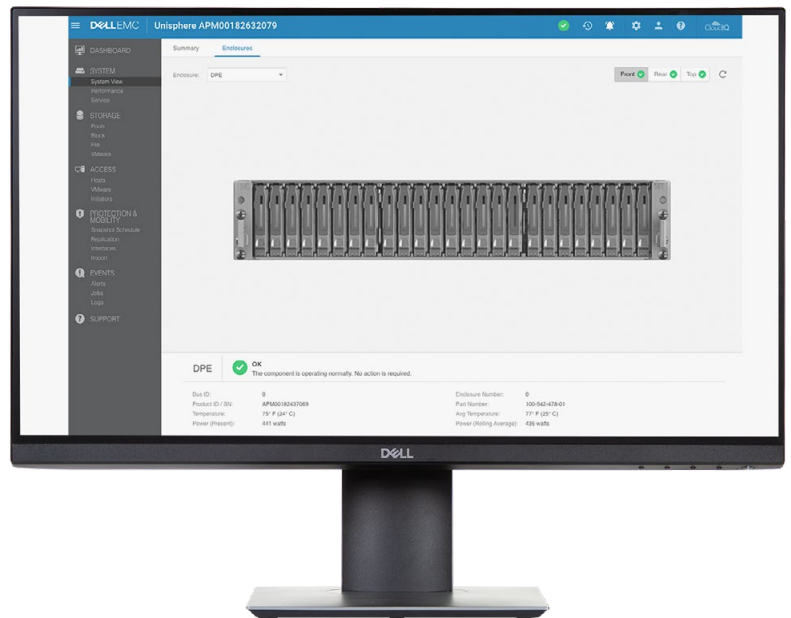 DELLEMC Unisphere APM00182632079
CloudIQ
DASHBOARD
SYSTEM
System View
Performance
Service
STORAGE
Pools
Block
File
VMware
ACCESS
Hosts
VMware
Initiators
PROTECTION &
MOBILITY
Snapshot Schedule
Replication
Interfaces
Import
EVENTS
Alerts
Jobs
Logs
SUPPORT
Summary Enclosures
Enclosure: DPE
Front Rear Top
DPE
OK
The component is operating normally. No action is required.
Bus ID: 0
Product ID / SN: APM00182437069
Temperature: 75° F (24° C)
Power (Present): 441 watts
Enclosure Number: 0
Part Number: 100-542-478-01
Avg Temperature: 77° F (25° C)
Power (Rolling Average): 435 watts
DELL